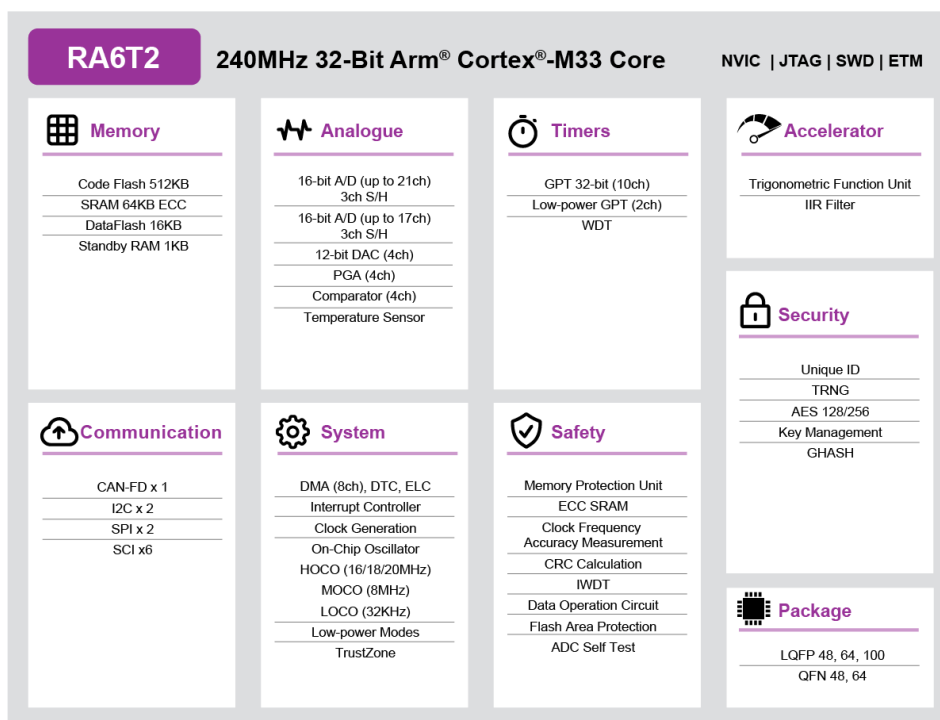 RA6T2
240MHz 32-Bit Arm® Cortex®-M33 Core
NVIC | JTAG | SWD | ETM
Memory
Code Flash 512KB
SRAM 64KB ECC
DataFlash 16KB
Standby RAM 1KB
Analogue
16-bit A/D (up to 21ch)
3ch S/H
16-bit A/D (up to 17ch)
3ch S/H
12-bit DAC (4ch)
PGA (4ch)
Comparator (4ch)
Temperature Sensor
Timers
GPT 32-bit (10ch)
Low-power GPT (2ch)
WDT
Accelerator
Trigonometric Function Unit
IIR Filter
Security
Unique ID
TRNG
AES 128/256
Key Management
GHASH
Communication
CAN-FD x 1
I2C x 2
SPI x 2
SCI x6
System
DMA (8ch), DTC, ELC
Interrupt Controller
Clock Generation
On-Chip Oscillator
HOCO (16/18/20MHz)
MOCO (8MHz)
LOCO (32KHz)
Low-power Modes
TrustZone
Safety
Memory Protection Unit
ECC SRAM
Clock Frequency
Accuracy Measurement
CRC Calculation
IWDT
Data Operation Circuit
Flash Area Protection
ADC Self Test
Package
LQFP 48, 64, 100
QFN 48, 64